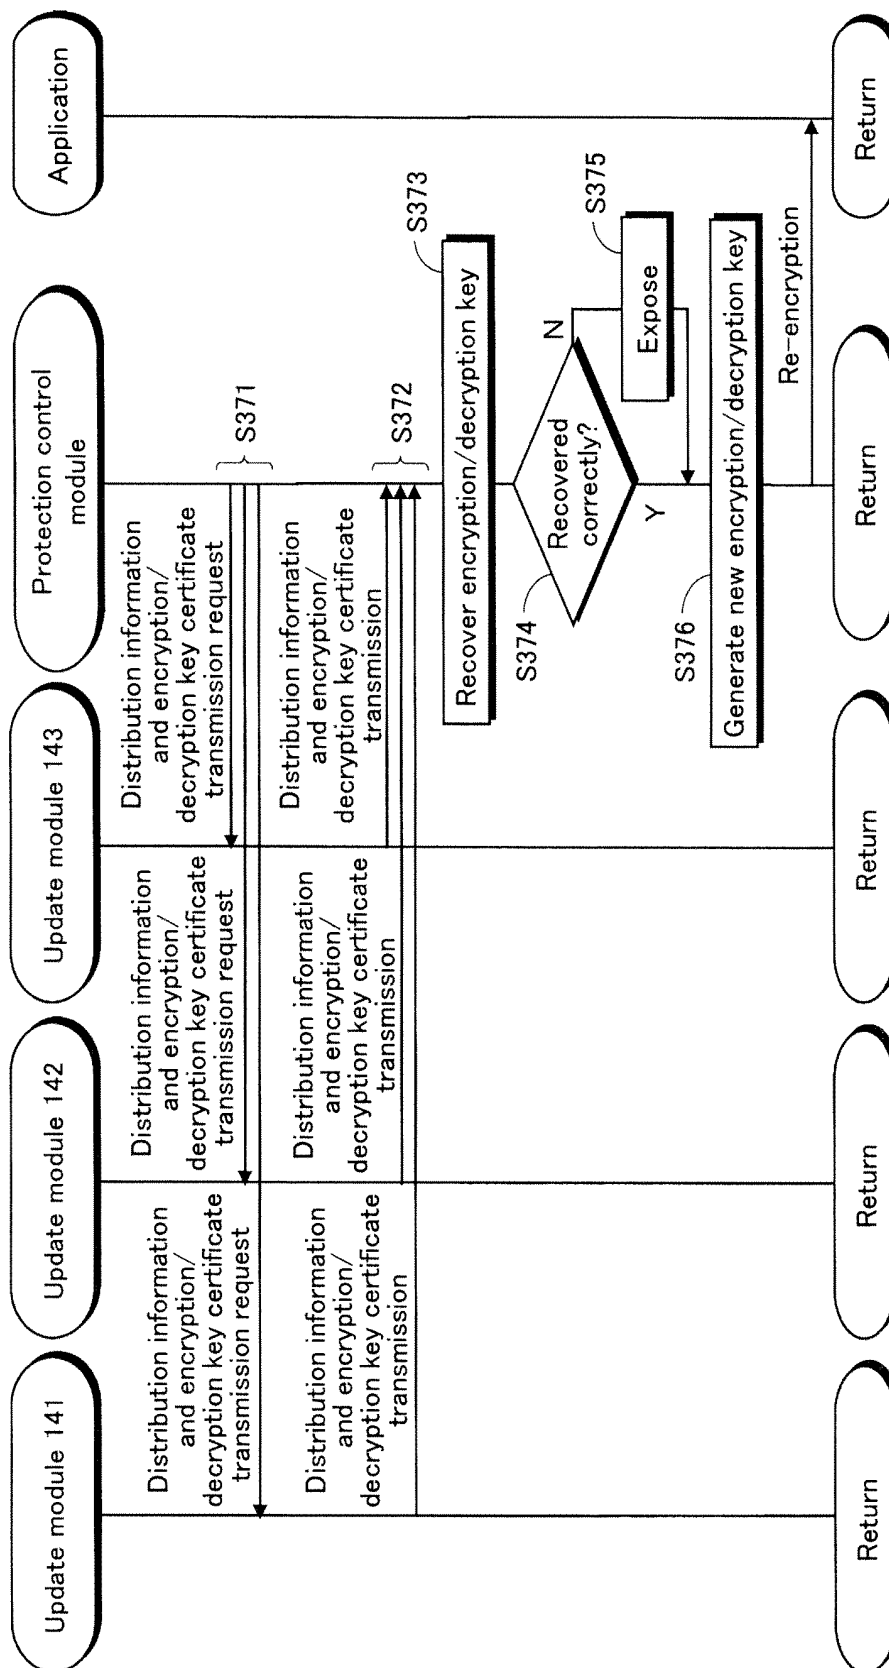 Update module 141
Update module 142
Update module 143
Protection control
module
Application
Distribution information
and encryption/
decryption key certificate
transmission request
Distribution information
and encryption/
decryption key certificate
transmission request
Distribution information
and encryption/
decryption key certificate
transmission request
S371
Distribution information
and encryption/
decryption key certificate
transmission
Distribution information
and encryption/
decryption key certificate
transmission
Distribution information
and encryption/
decryption key certificate
transmission
S372
Recover encryption/decryption key
S373
S374
Recovered
correctly?
N
Y
Expose
S375
S376
Generate new encryption/decryption key
Re-encryption
Return
Return
Return
Return
Return